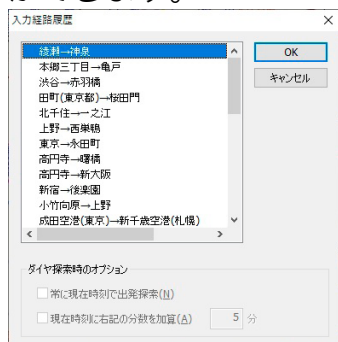 入力経路履歴
綾瀬→神泉
本郷三丁目→亀戸
渋谷→赤羽橋
田町(東京都)→桜田門
北千住→一之江
上野→西巣鴨
東京→永田町
高円寺→曙橋
高円寺→新大阪
新宿→後楽園
小竹向原→上野
成田空港(東京)→新千歳空港(札幌)
OK
キャンセル
ダイヤ探索時のオプション
常に現在時刻で出発探索(N)
現在時刻に右記の分数を加算(A) 5 分